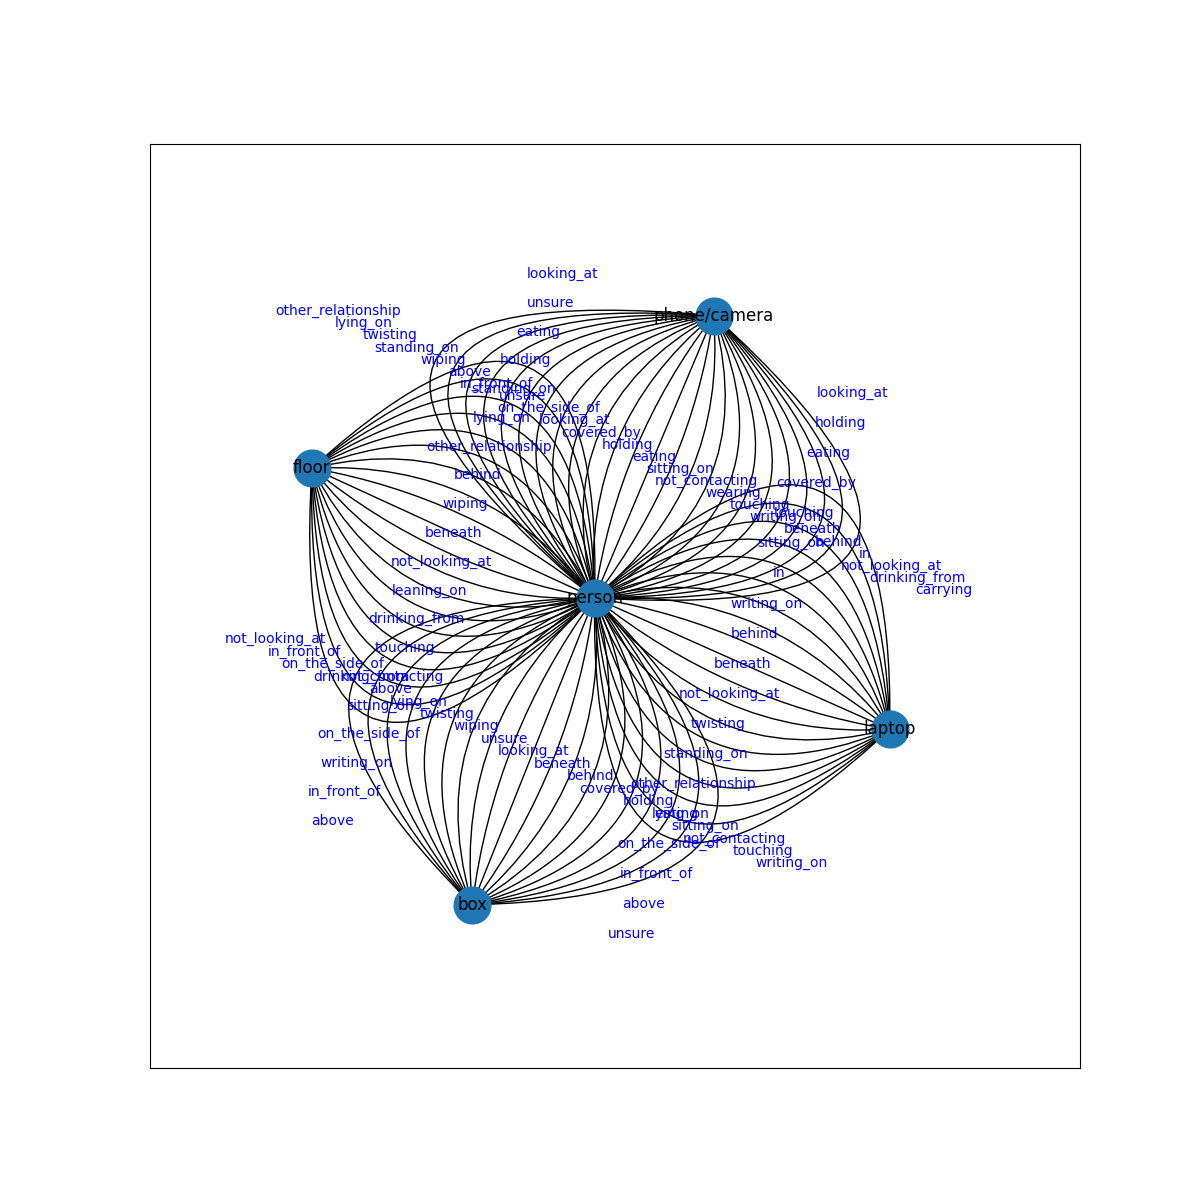 looking_at
unsure
other_relationship
phone/camera
lying_on
eating
twisting
standing_on
wiping
holding
above
in_front_of
standing_on
looking_at
unsure
on_the_side_of
holding
lying_on
looking_at
covered_by
holding
other_relationship
eating
eating
floor
sitting_on
behind
not_contacting
covered_by
wearing
wiping
touching
touching
writing_on
beneath
beneath
sitting_on
behind
in
not_looking_at
not_looking_at
in
drinking_from
leaning_on
carrying
person
writing_on
drinking_from
behind
not_looking_at
touching
in_front_of
on_the_side_of
beneath
drinking_from
not_contacting
above
not_looking_at
lying_on
sitting_on
twisting
twisting
wiping
laptop
on_the_side_of
unsure
looking_at
standing_on
writing_on
beneath
behind
other_relationship
covered_by
in_front_of
holding
above
eating
lying_on
sitting_on
not_contacting
on_the_side_of
touching
writing_on
in_front_of
above
box
unsure